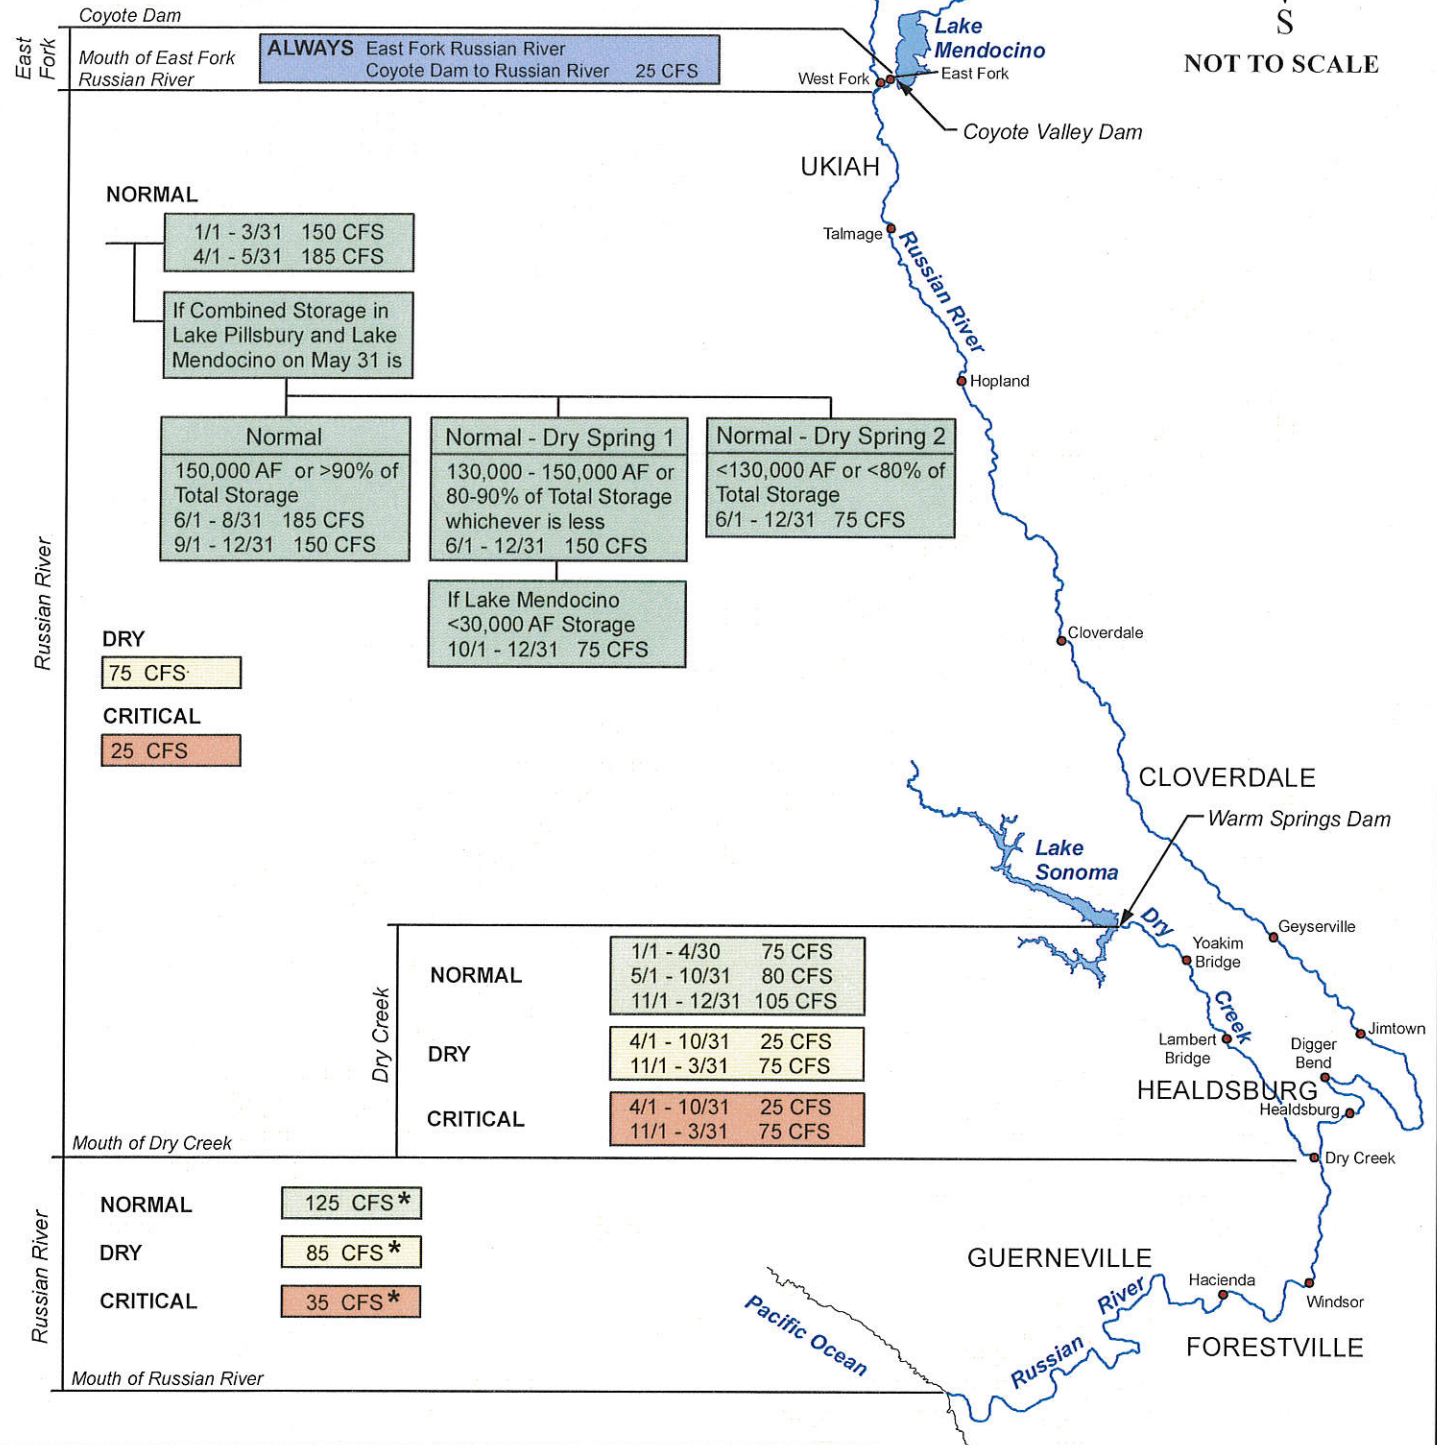 Coyote Dam
East
Fork
Mouth of East Fork
Russian River
ALWAYS East Fork Russian River
Coyote Dam to Russian River 25 CFS
Lake
Mendocino
West Fork
East Fork
S
NOT TO SCALE
Coyote Valley Dam
UKIAH
Talmage
Russian River
Hopland
NORMAL
1/1 - 3/31 150 CFS
4/1 - 5/31 185 CFS
If Combined Storage in
Lake Pillsbury and Lake
Mendocino on May 31 is
Normal
150,000 AF or >90% of
Total Storage
6/1 - 8/31 185 CFS
9/1 - 12/31 150 CFS
Normal - Dry Spring 1
130,000 - 150,000 AF or
80-90% of Total Storage
whichever is less
6/1 - 12/31 150 CFS
If Lake Mendocino
<30,000 AF Storage
10/1 - 12/31 75 CFS
Normal - Dry Spring 2
<130,000 AF or <80% of
Total Storage
6/1 - 12/31 75 CFS
Russian River
DRY
75 CFS
CRITICAL
25 CFS
Cloverdale
CLOVERDALE
Warm Springs Dam
Lake
Sonoma
Dry
Creek
Geyserville
Yoakim
Bridge
Lambert
Bridge
Jimtown
Digger
Bend
HEALDSBURG
Healdsburg
Dry Creek
Dry Creek
NORMAL
1/1 - 4/30 75 CFS
5/1 - 10/31 80 CFS
11/1 - 12/31 105 CFS
DRY
4/1 - 10/31 25 CFS
11/1 - 3/31 75 CFS
CRITICAL
4/1 - 10/31 25 CFS
11/1 - 3/31 75 CFS
Mouth of Dry Creek
Russian River
NORMAL
125 CFS*
DRY
85 CFS*
CRITICAL
35 CFS*
Mouth of Russian River
GUERNEVILLE
Hacienda
Windsor
FORESTVILLE
Russian River
Pacific Ocean